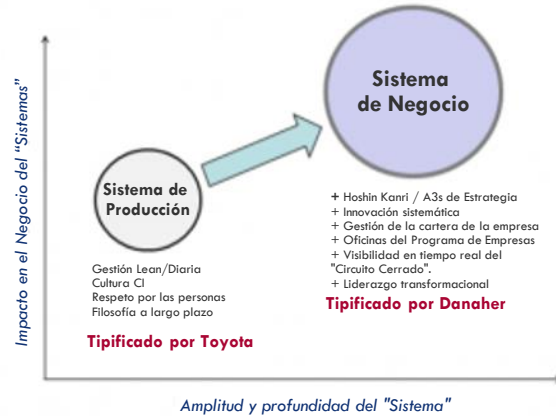 Impacto en el Negocio del "Sistemas"
Sistema
de Negocio
Sistema de
Producción
+ Hoshin Kanri / A3s de Estrategia
+ Innovación sistemática
+ Gestión de la cartera de la empresa
+ Oficinas del Programa de Empresas
+ Visibilidad en tiempo real del
"Circuito Cerrado".
+ Liderazgo transformacional
Tipificado por Danaher
Gestión Lean/Diaria
Cultura CI
Respeto por las personas
Filosofía a largo plazo
Tipificado por Toyota
Amplitud y profundidad del "Sistema"